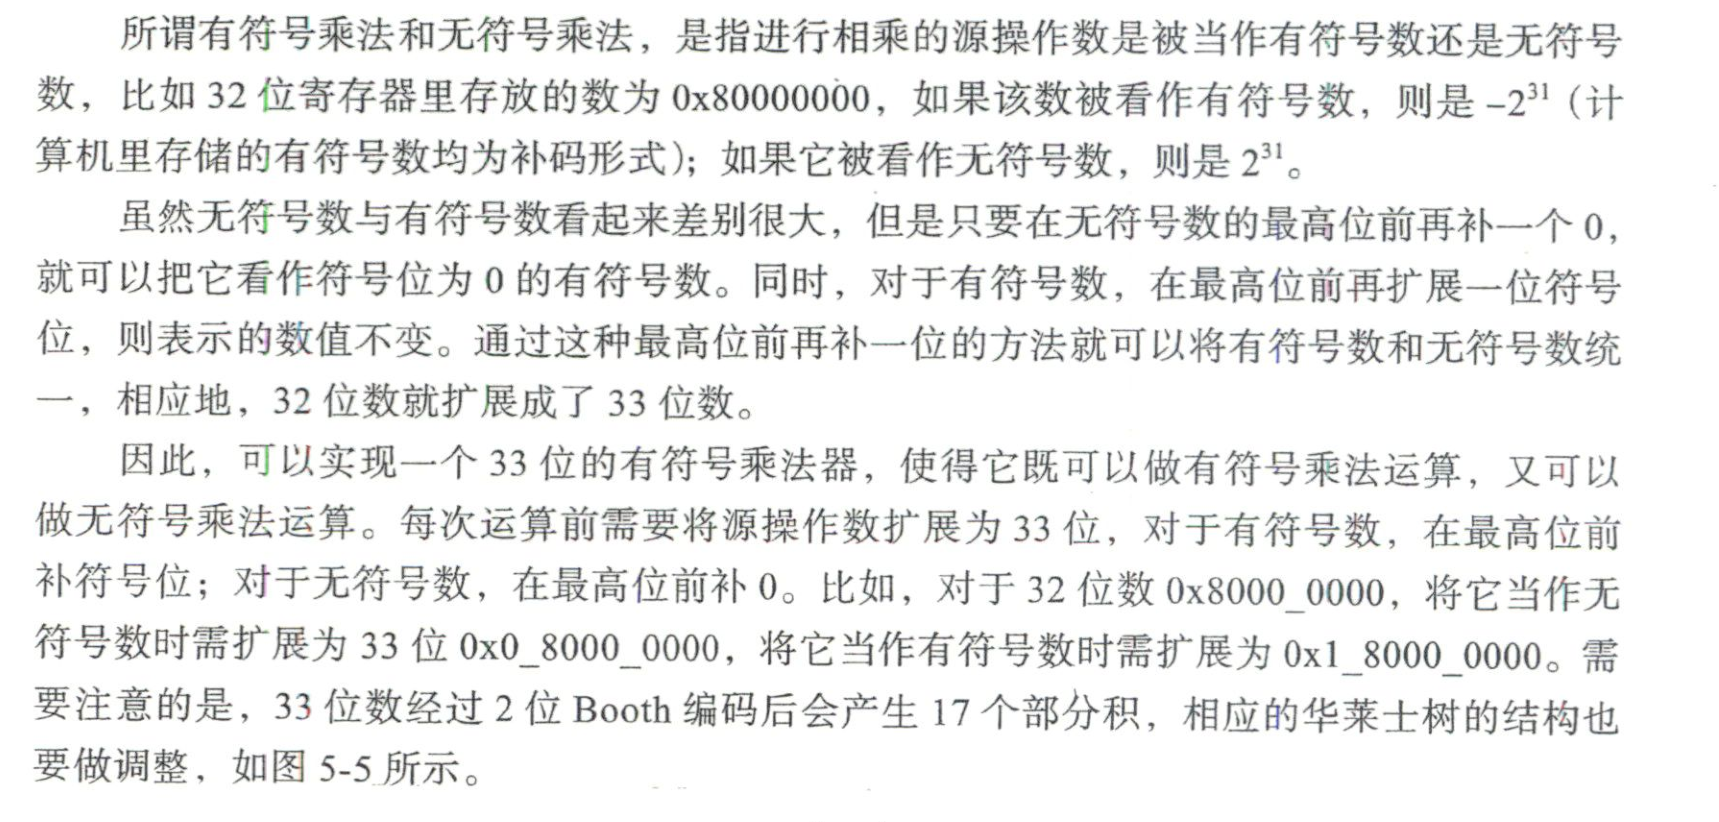 所谓有符号乘法和无符号乘法，是指进行相乘的源操作数是被当作有符号数还是无符号
数，比如 32 位寄存器里存放的数为 0x80000000，如果该数被看作有符号数，则是 –2³¹（计
算机里存储的有符号数均为补码形式）；如果它被看作无符号数，则是 2³¹。
虽然无符号数与有符号数看起来差别很大，但是只要在无符号数的最高位前再补一个 0，
就可以把它看作符号位为 0 的有符号数。同时，对于有符号数，在最高位前再扩展一位符号
位，则表示的数值不变。通过这种最高位前再补一位的方法就可以将有符号数和无符号数统
一，相应地，32 位数就扩展成了 33 位数。
因此，可以实现一个 33 位的有符号乘法器，使得它既可以做有符号乘法运算，又可以
做无符号乘法运算。每次运算前需要将源操作数扩展为 33 位，对于有符号数，在最高位前
补符号位；对于无符号数，在最高位前补 0。比如，对于 32 位数 0x8000_0000，将它当作无
符号数时需扩展为 33 位 0x0_8000_0000，将它当作有符号数时需扩展为 0x1_8000_0000。需
要注意的是，33 位数经过 2 位 Booth 编码后会产生 17 个部分积，相应的华莱士树的结构也
要做调整，如图 5-5 所示。